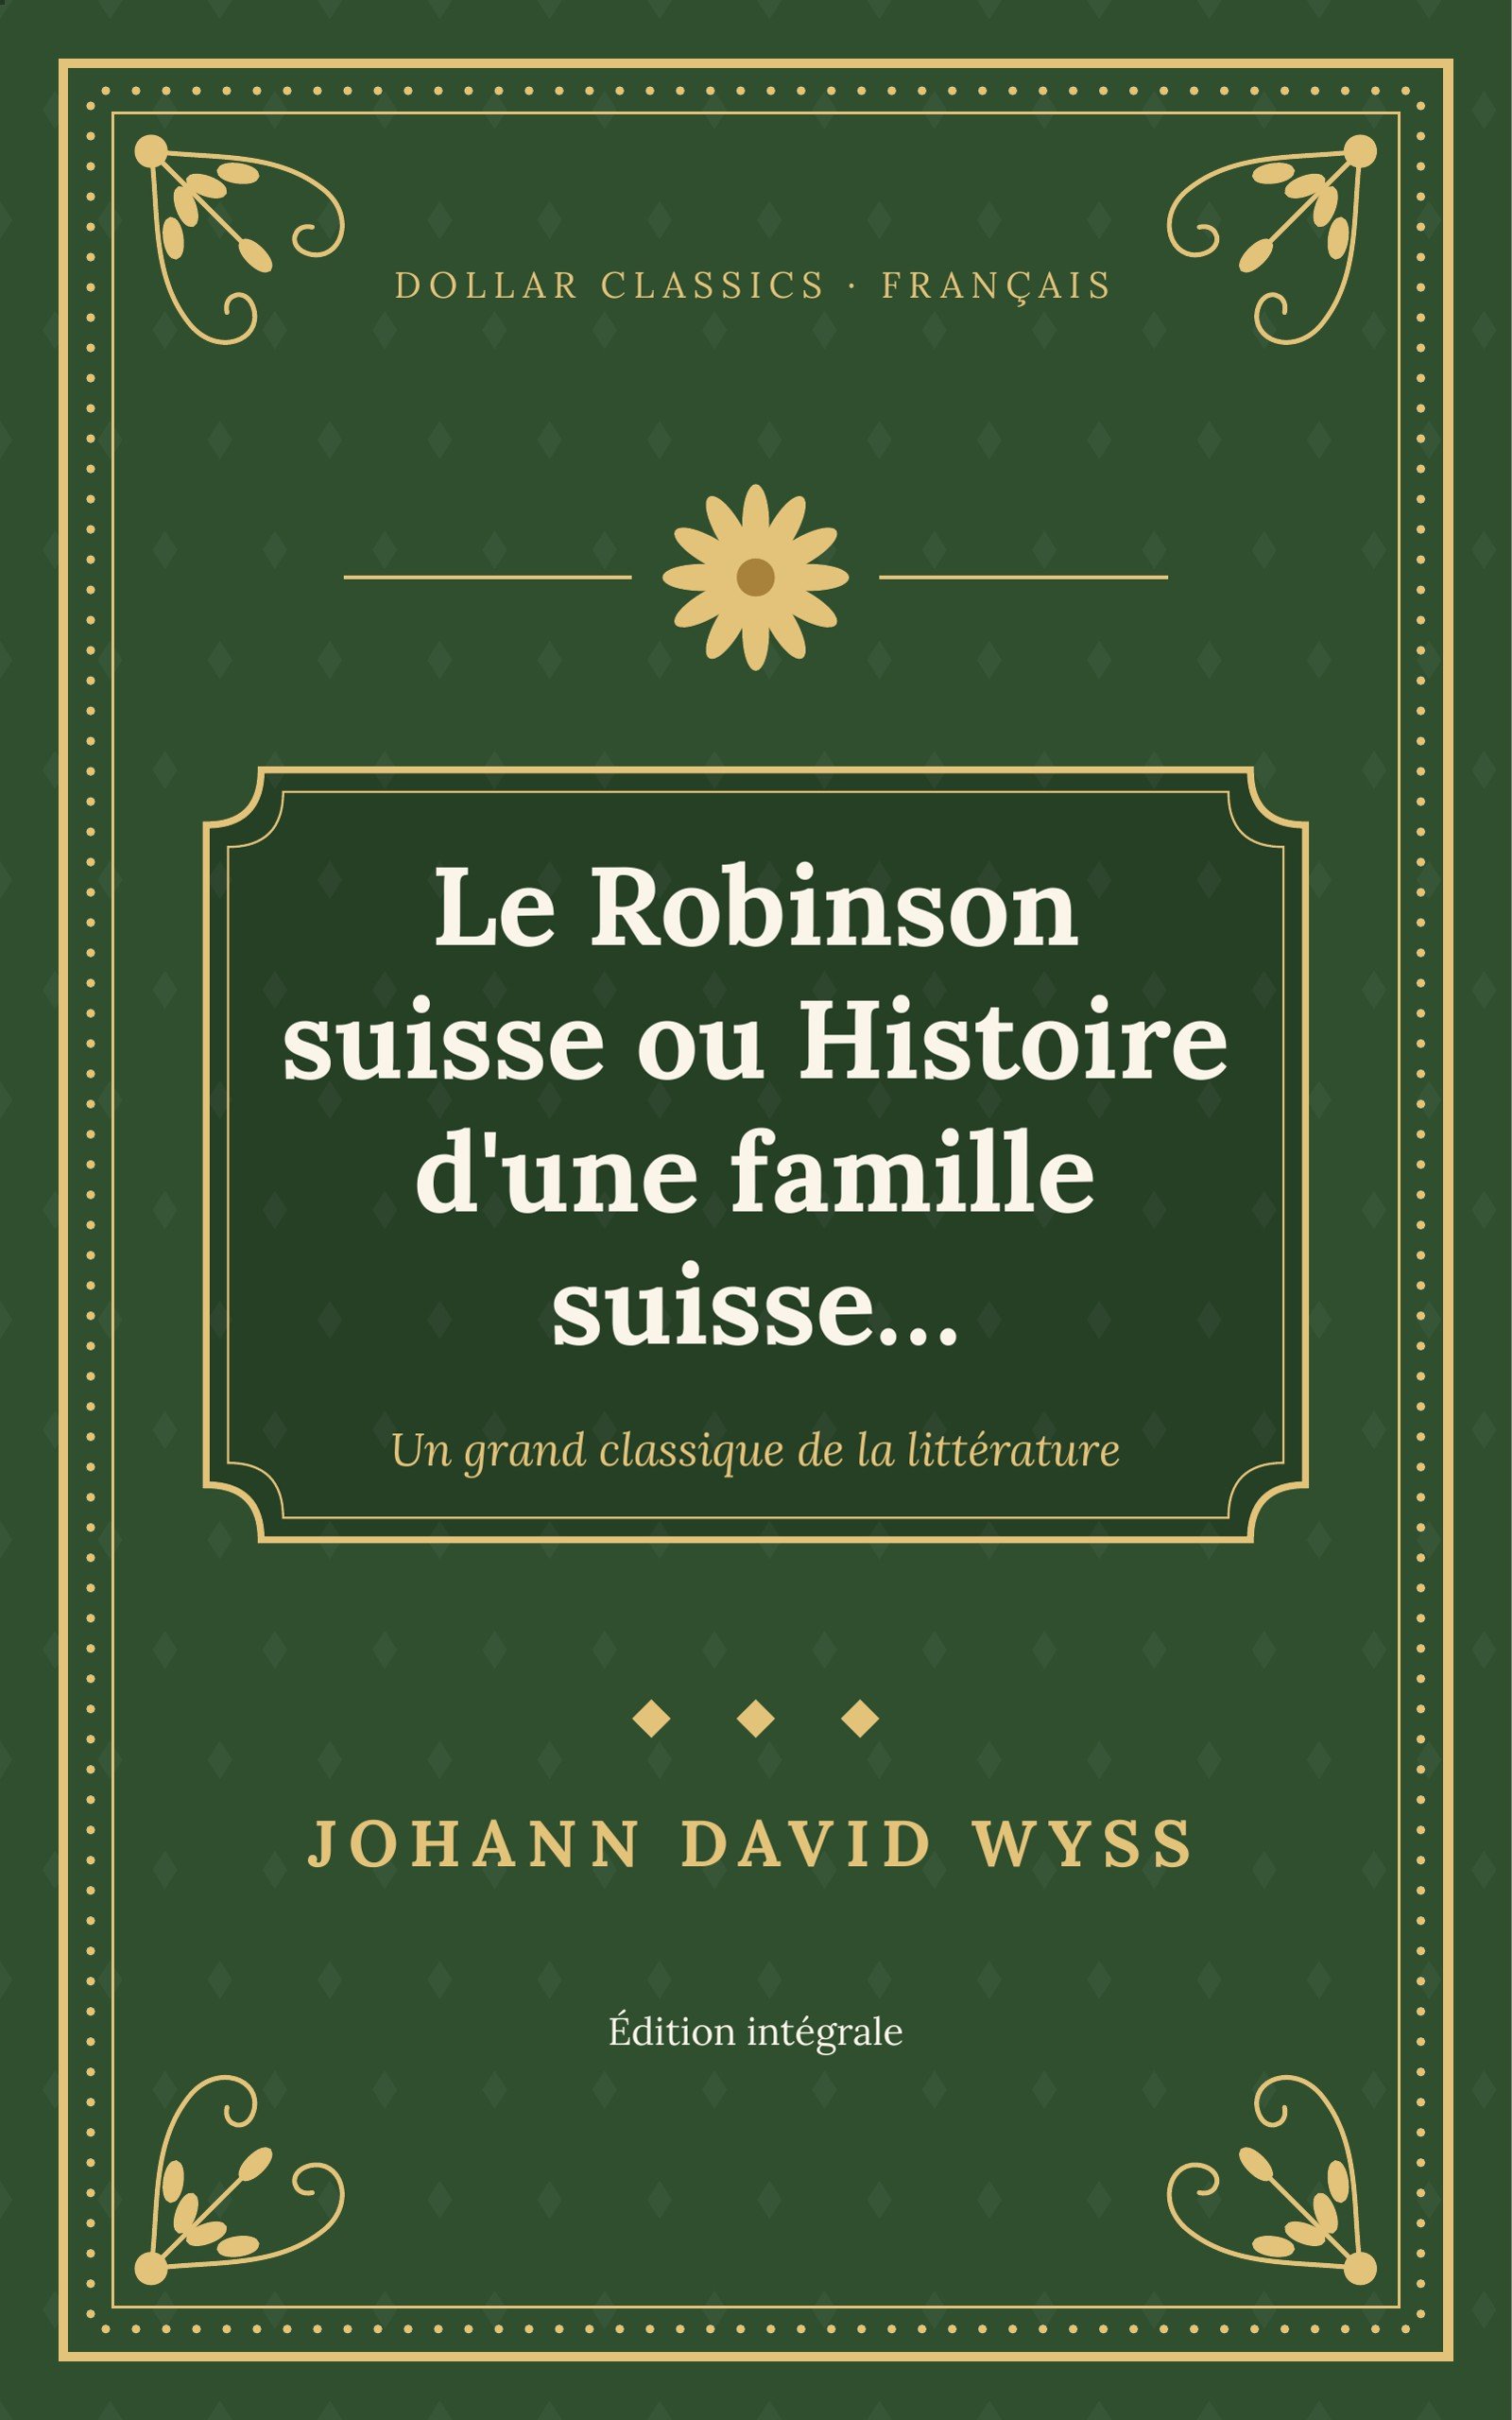 DOLLAR CLASSICS · FRANÇAIS
Le Robinson
suisse ou Histoire
d'une famille
suisse...
Un grand classique de la littérature
JOHANN DAVID WYSS
Édition intégrale